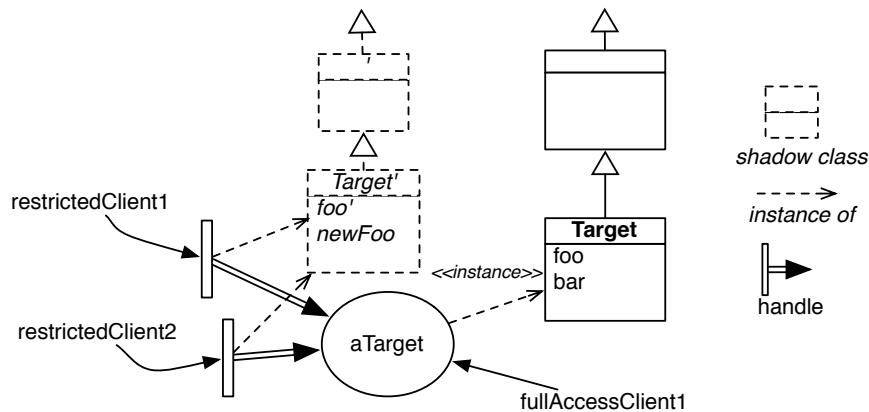 '
shadow class
Target'
foo'
newFoo
restrictedClient1
instance of
Target
foo
bar
<<instance>>
handle
restrictedClient2
aTarget
fullAccessClient1